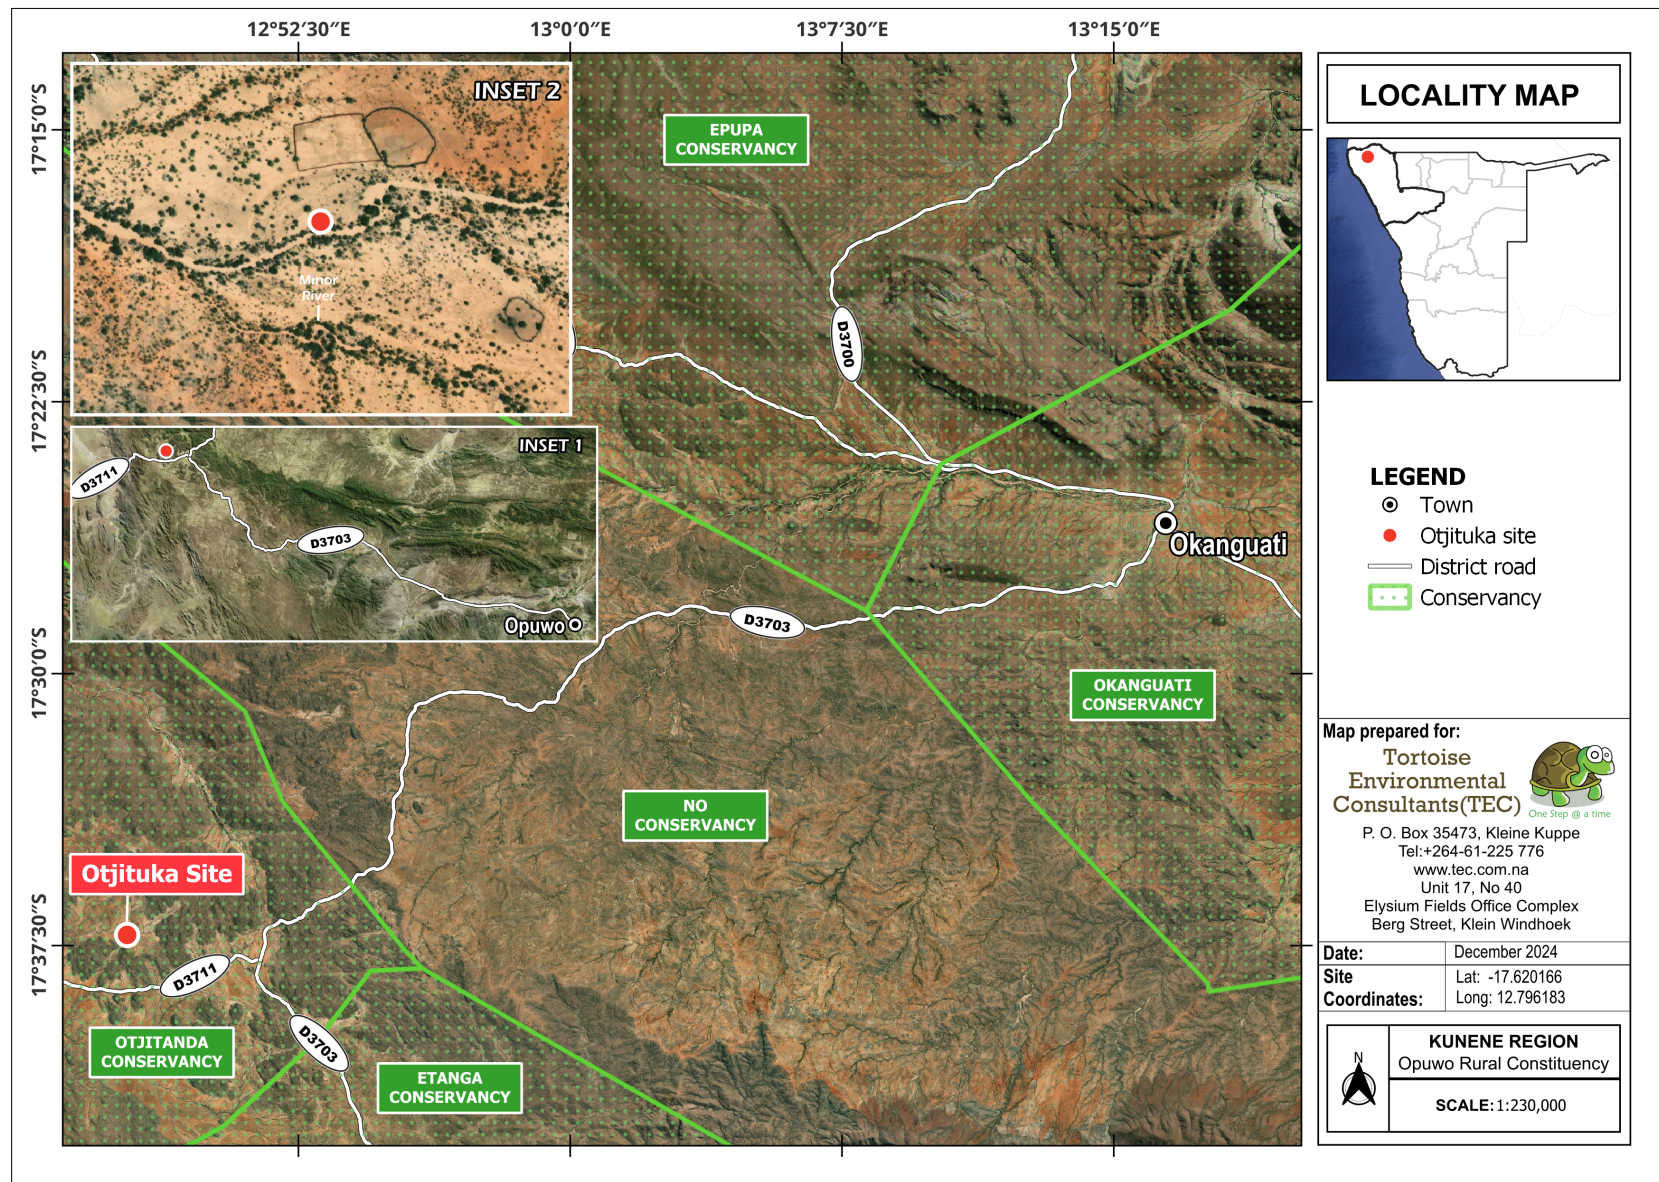 12°52′30″E
13°0′0″E
13°7′30″E
13°15′0″E
17°15′0″S
17°22′30″S
17°30′0″S
17°37′30″S
INSET 2
Minor
River
INSET 1
D3711
D3703
Opuwo
EPUPA
CONSERVANCY
D3700
Okanguati
D3703
OKANGUATI
CONSERVANCY
NO
CONSERVANCY
Otjituka Site
D3711
D3703
OTJITANDA
CONSERVANCY
ETANGA
CONSERVANCY
LOCALITY MAP
LEGEND
Town
Otjituka site
District road
Conservancy
Map prepared for:
Tortoise
Environmental
Consultants(TEC)
One Step @ a time
P. O. Box 35473, Kleine Kuppe
Tel:+264-61-225 776
www.tec.com.na
Unit 17, No 40
Elysium Fields Office Complex
Berg Street, Klein Windhoek
Date: December 2024
Site Lat: -17.620166
Coordinates: Long: 12.796183
N
KUNENE REGION
Opuwo Rural Constituency
SCALE: 1:230,000